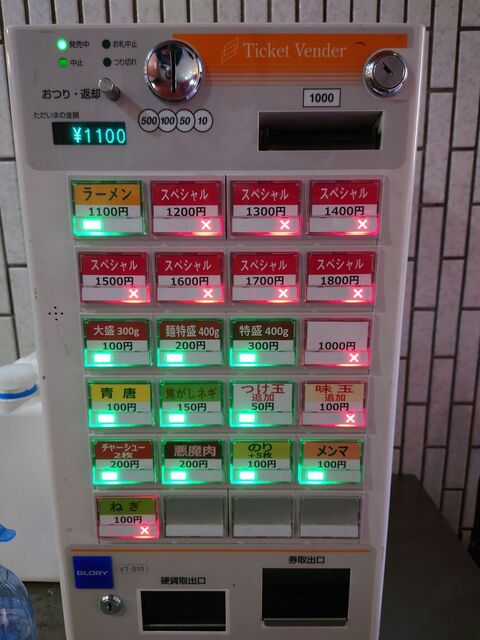 発売中 お札中止
中止 つり切れ
Ticket Vender
おつり・返却
ただいまの金額
¥1100
500 100 50 10
1000
ラーメン スペシャル スペシャル スペシャル
1100円 1200円 1300円 1400円
スペシャル スペシャル スペシャル スペシャル
1500円 1600円 1700円 1800円
大盛 300g 麺特盛 400g 特盛 400g
100円 200円 300円 1000円
青唐 焦がしネギ つけ玉 味玉
追加 追加
100円 150円 50円 100円
チャーシュー 悪魔肉 のり メンマ
2枚 +5枚
200円 200円 100円 100円
ねぎ
100円
GLORY VT-S10 硬貨取出口 券取出口